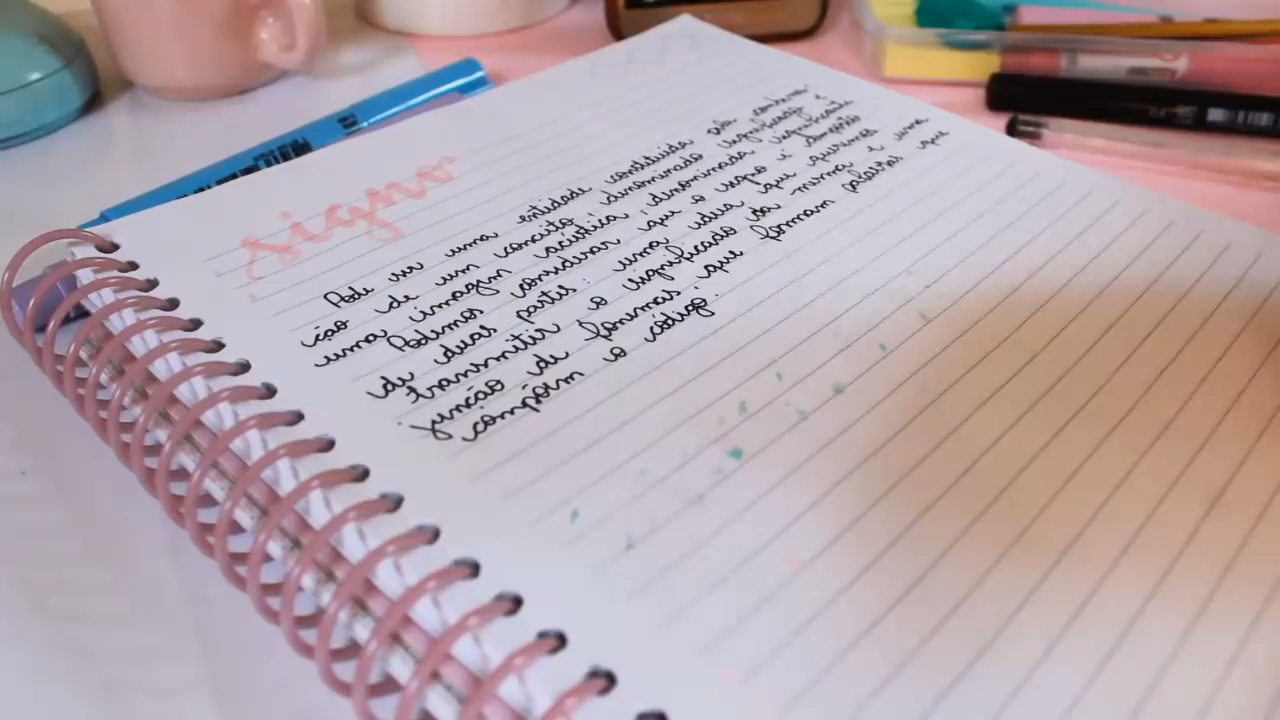 signo
Pode ser uma entidade constituida pela combina-
ção de um conceito, denominado significado e
uma imagem acústica, denominada significante
Podemos considerar, que o signo é composto
de duas partes: uma ideia que queremos
transmitir, o significado da mesma e uma
junção de fonemas, que formam palavras que
compõem o código.